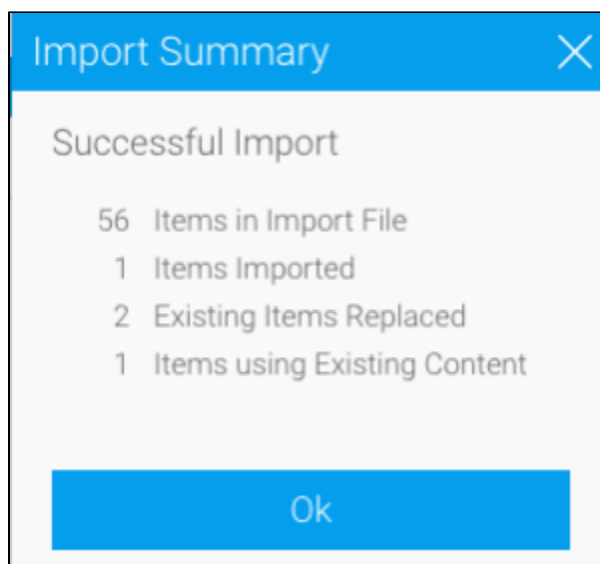 Import Summary
Successful Import
56 Items in Import File
1 Items Imported
2 Existing Items Replaced
1 Items using Existing Content
Ok